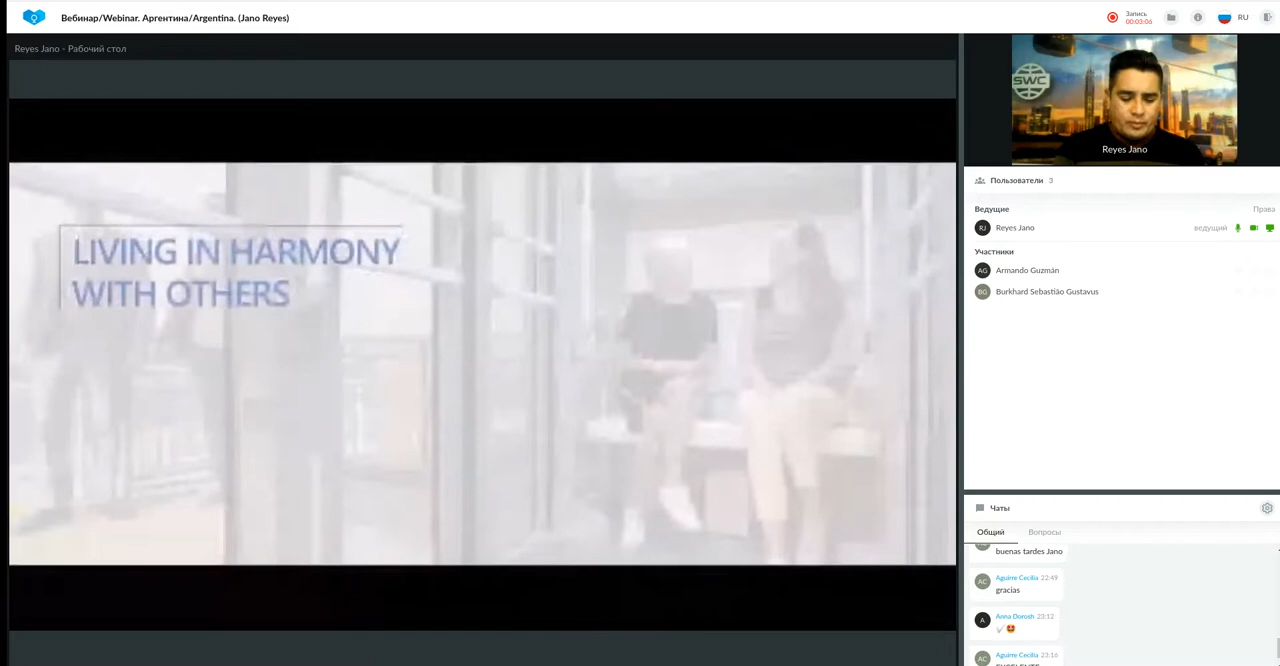 Вебинар/Webinar. Аргентина/Argentina. (Jano Reyes)
Запись
00:03:06
RU
Reyes Jano - Рабочий стол
LIVING IN HARMONY
WITH OTHERS
SWC
Reyes Jano
Пользователи 3
Ведущие Права
RJ Reyes Jano ведущий
Участники
AG Armando Guzmán
BG Burkhard Sebastião Gustavus
Чаты
Общий Вопросы
buenas tardes Jano
AC Aguirre Cecilia 22:49
gracias
A Anna Dorosh 23:12
AC Aguirre Cecilia 23:16